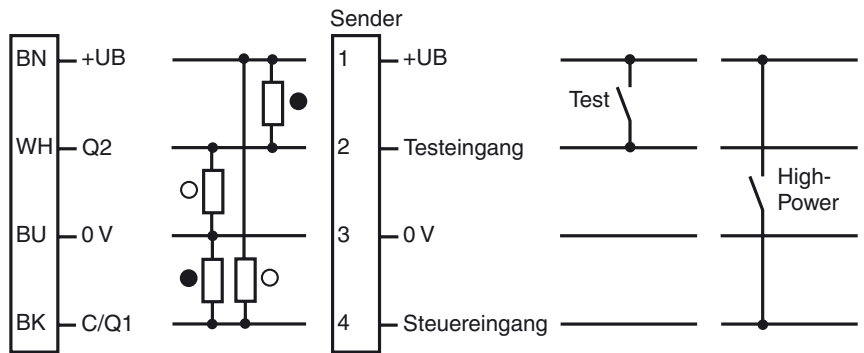 Sender
BN +UB
1 +UB
Test
WH Q2
2 Testeingang
High-
Power
BU 0 V
3 0 V
BK C/Q1
4 Steuereingang